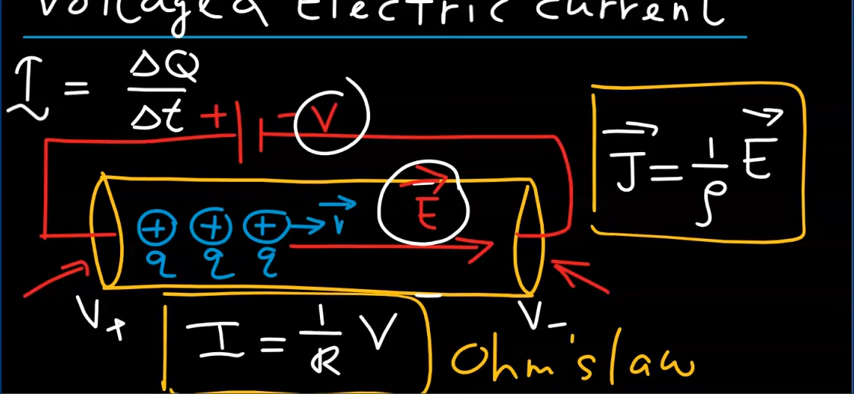 Voltage & Electric current
I = ΔQ/Δt
+ - V
J⃗ = 1/ρ E⃗
+ + + → v⃗ E⃗
q q q
V₊ V₋
I = 1/R V Ohm's law